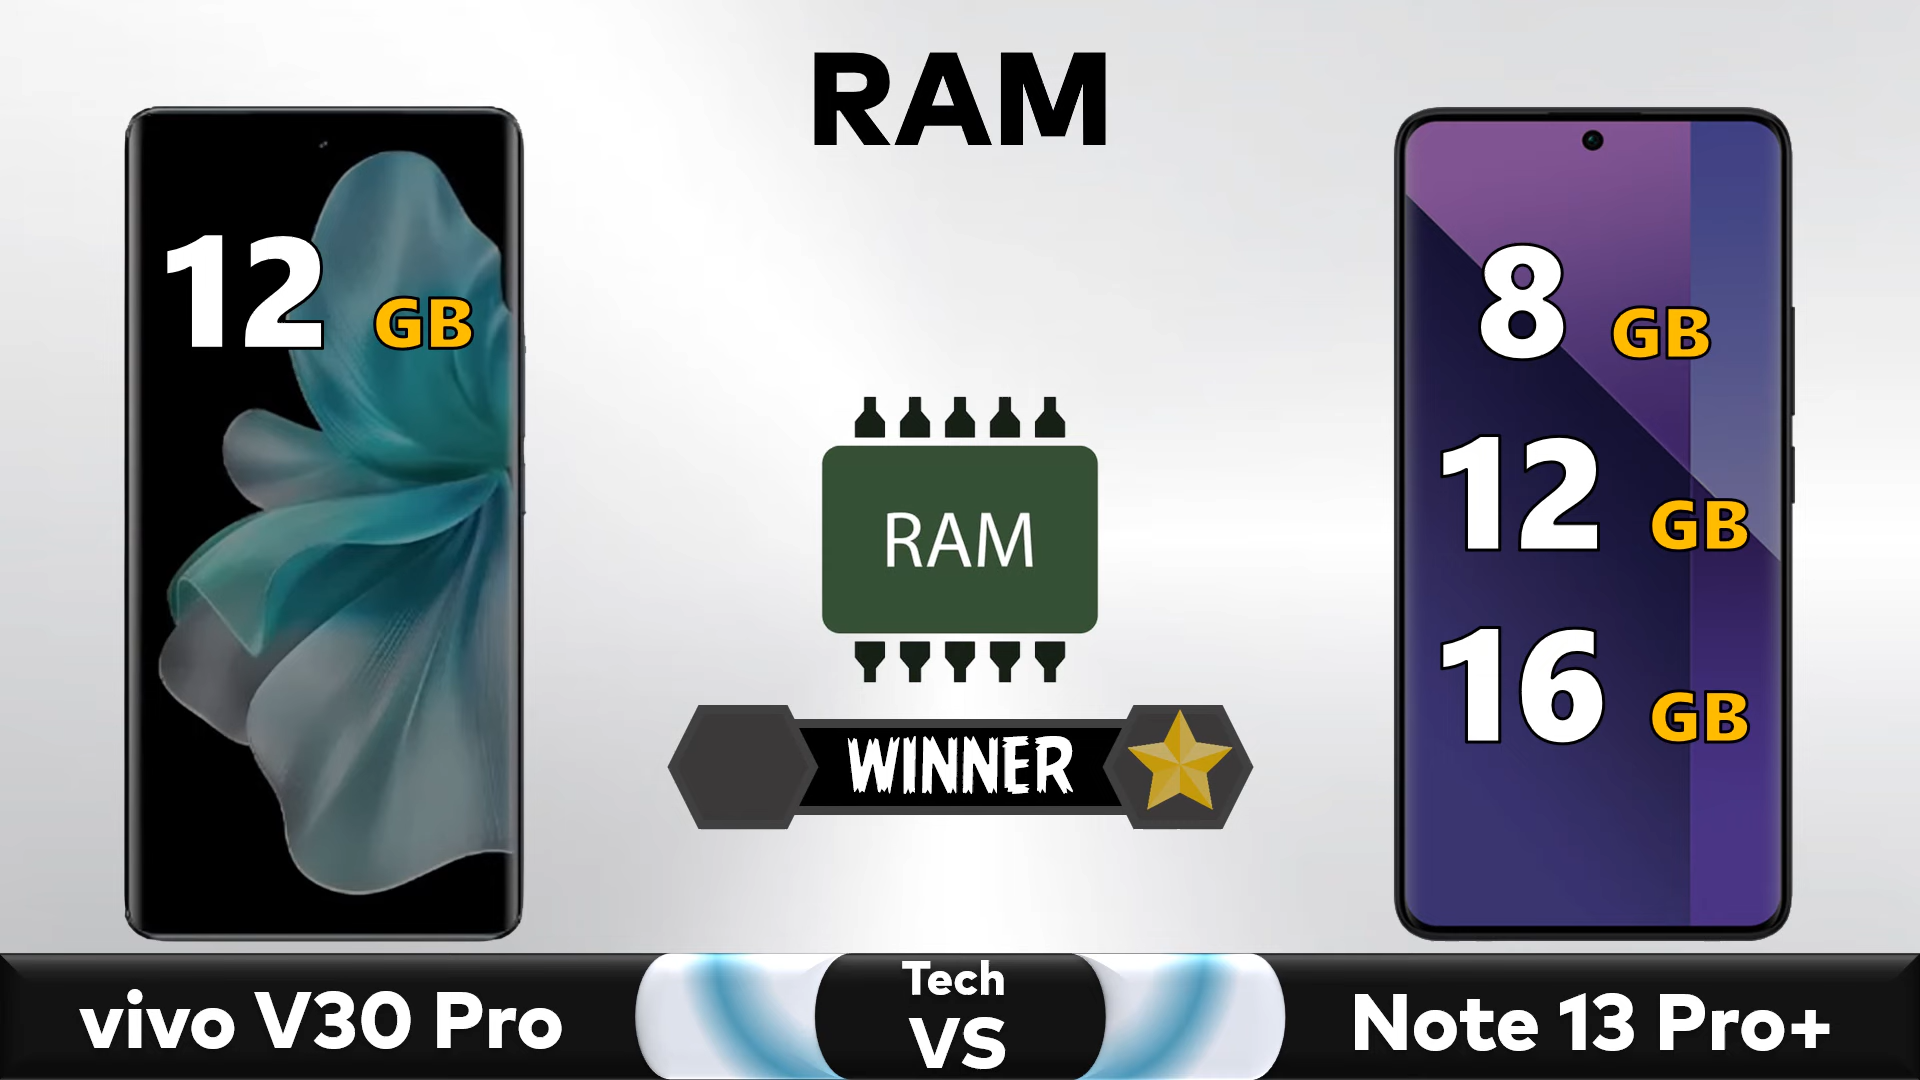 RAM
12 GB
8 GB
12 GB
16 GB
RAM
WINNER
vivo V30 Pro
Tech
VS
Note 13 Pro+